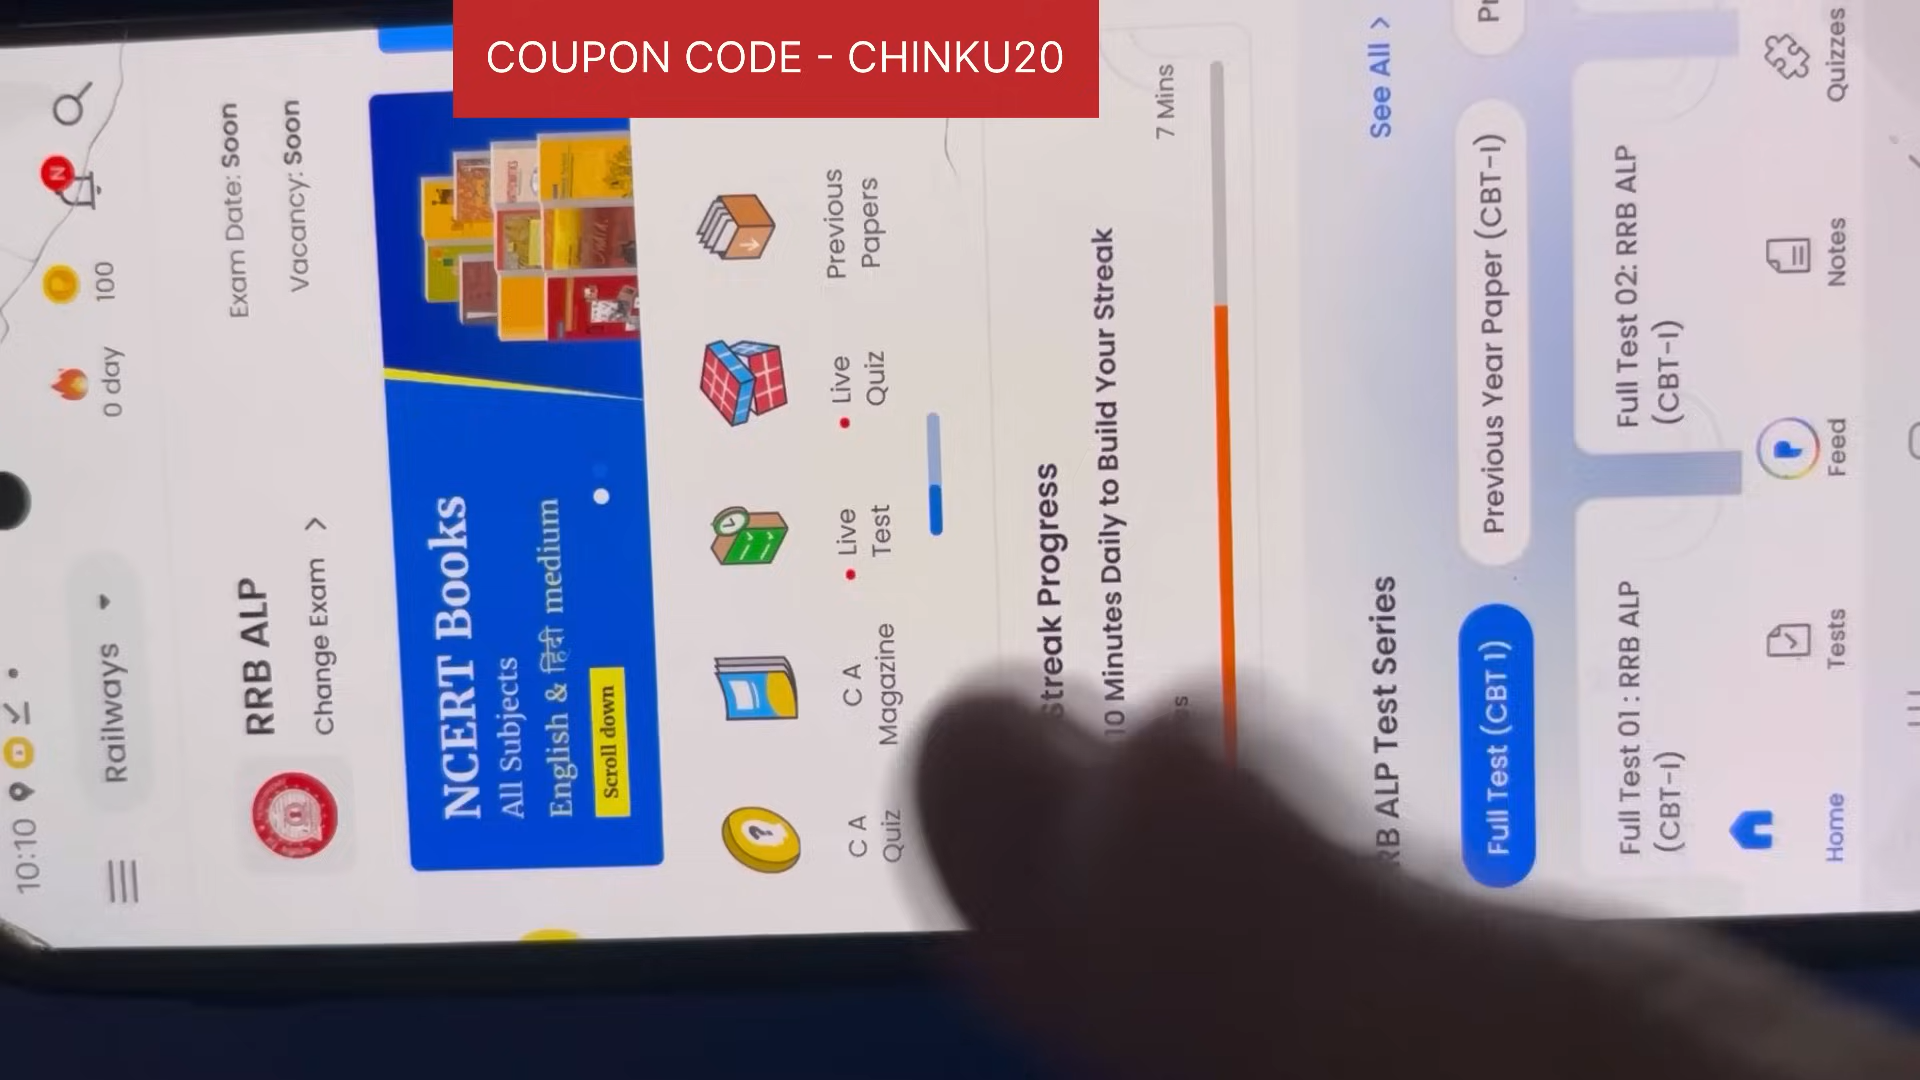 COUPON CODE - CHINKU20
10:10
Railways
0 day
100
N
RRB ALP
Change Exam >
Exam Date: Soon
Vacancy: Soon
NCERT Books
All Subjects
English & हिंदी medium
Scroll down
C A
Quiz
C A
Magazine
Live
Test
Live
Quiz
Previous
Papers
Streak Progress
10 Minutes Daily to Build Your Streak
7 Mins
RB ALP Test Series
See All >
Full Test (CBT 1)
Previous Year Paper (CBT-I)
Full Test 01 : RRB ALP
(CBT-I)
Full Test 02: RRB ALP
(CBT-I)
Home
Tests
Feed
Notes
Quizzes